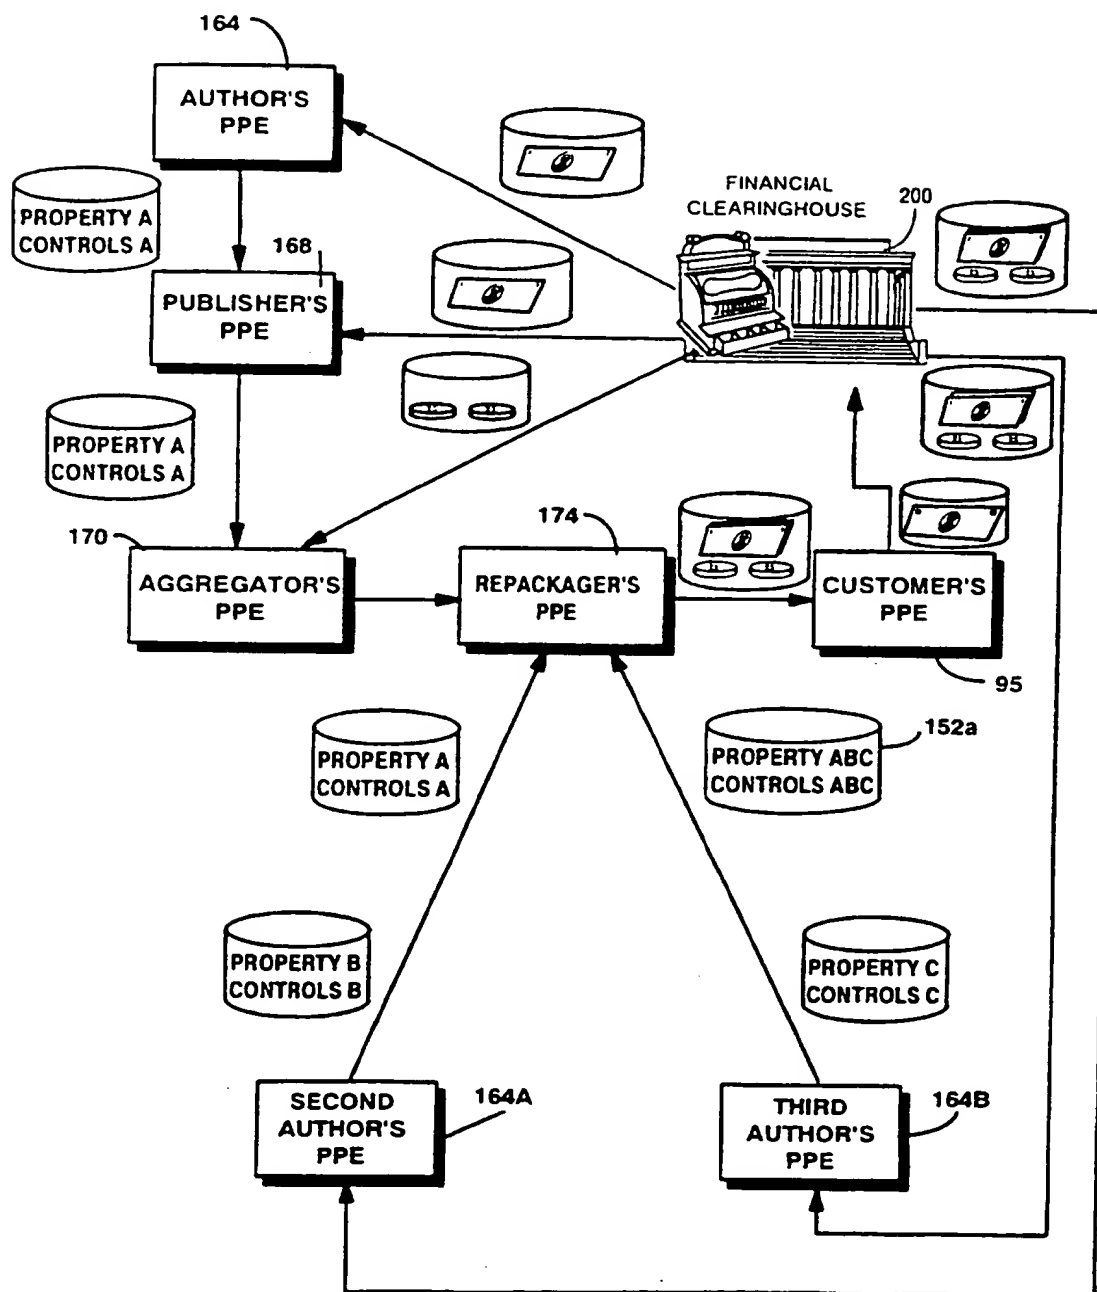 164
AUTHOR'S
PPE
PROPERTY A
CONTROLS A
FINANCIAL
CLEARINGHOUSE
200
168
PUBLISHER'S
PPE
PROPERTY A
CONTROLS A
170
AGGREGATOR'S
PPE
174
REPACKAGER'S
PPE
CUSTOMER'S
PPE
95
PROPERTY A
CONTROLS A
152a
PROPERTY ABC
CONTROLS ABC
PROPERTY B
CONTROLS B
PROPERTY C
CONTROLS C
SECOND
AUTHOR'S
PPE
164A
THIRD
AUTHOR'S
PPE
164B